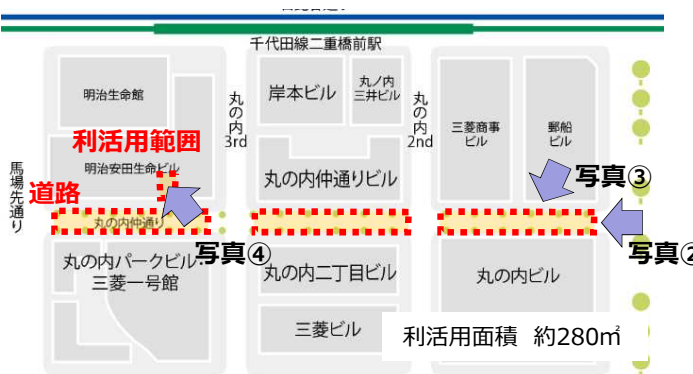 千代田線二重橋前駅
明治生命館
丸の内3rd
岸本ビル
丸ノ内
三井ビル
丸の内2nd
三菱商事
ビル
郵船
ビル
利活用範囲
明治安田生命ビル
丸の内仲通りビル
写真③
馬場先通り
道路
丸の内仲通り
写真④
写真②
丸の内パークビル・
三菱一号館
丸の内二丁目ビル
丸の内ビル
三菱ビル
利活用面積 約280㎡